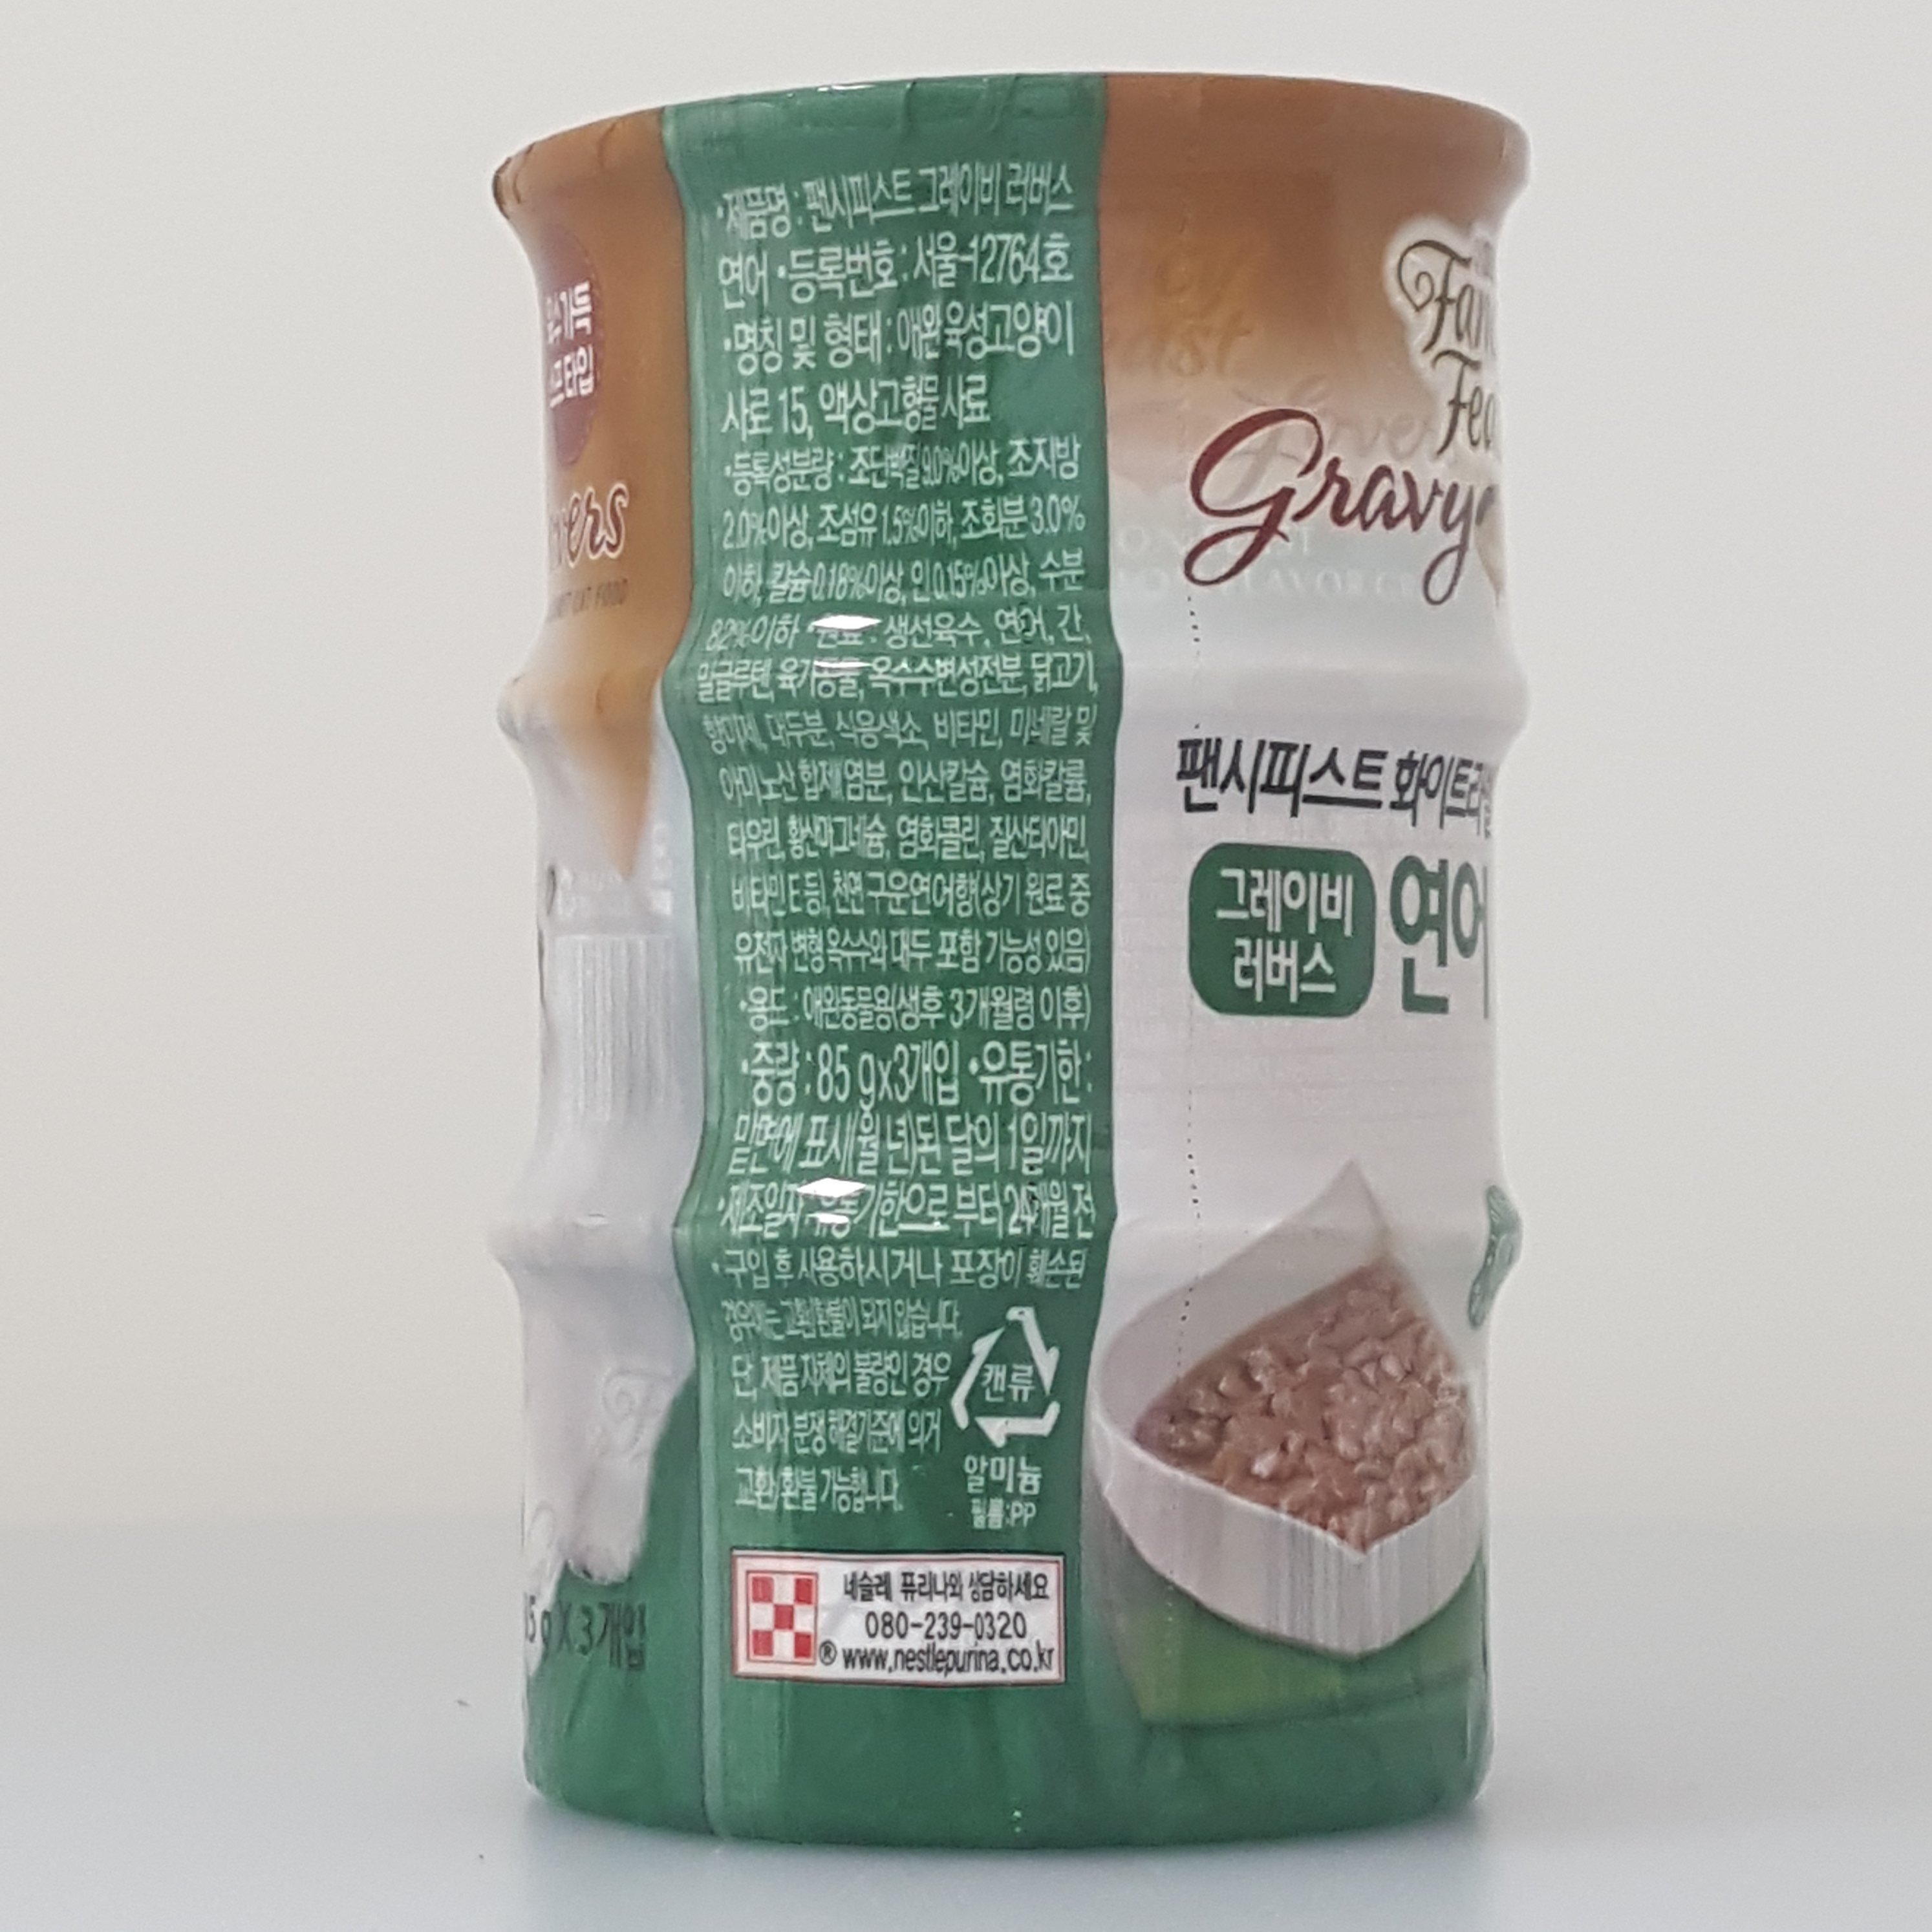 •제품명 : 팬시피스트 그레이비 러버스
연어 •등록번호 : 서울-12764호
•명칭 및 형태 : 애완육성고양이
사료 15, 액상고형물사료
•등록성분량 : 조단백질9.0%이상, 조지방
2.0%이상, 조섬유1.5%이하, 조회분3.0%
이하, 칼슘0.18%이상, 인0.15%이상, 수분
82%이하 •원료 : 생선육수, 연어, 간,
밀글루텐, 육가공물, 옥수수변성전분, 닭고기,
향미제, 대두분, 식용색소, 비타민, 미네랄 및
아미노산 합제(염분, 인산칼슘, 염화칼륨,
타우린, 황산마그네슘, 염화콜린, 질산티아민,
비타민E등), 천연구운연어향(상기 원료 중
유전자 변형 옥수수와 대두 포함 가능성 있음)
•용도 : 애완동물용(생후 3개월령 이후)
•중량 : 85 gx3개입 •유통기한 :
밑면에 표시(월 년)된 달의 1일까지
•제조일자 : 유통기한으로 부터 24개월 전
•구입 후 사용하시거나 포장이 훼손된
경우에는 교환/환불이 되지 않습니다.
단, 제품 자체의 불량인 경우
소비자 분쟁 해결기준에 의거
교환/환불 가능합니다.
캔류
알미늄
필름:PP
네슬레 퓨리나와 상담하세요
080-239-0320
® www.nestlepurina.co.kr
Gravy
팬시피스트 화이트라벨
그레이비
러버스
연어
g X 3개입